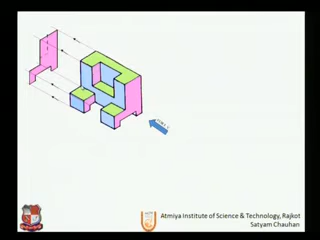 Atmiya Institute of Science & Technology, Rajkot
Satyam Chauhan